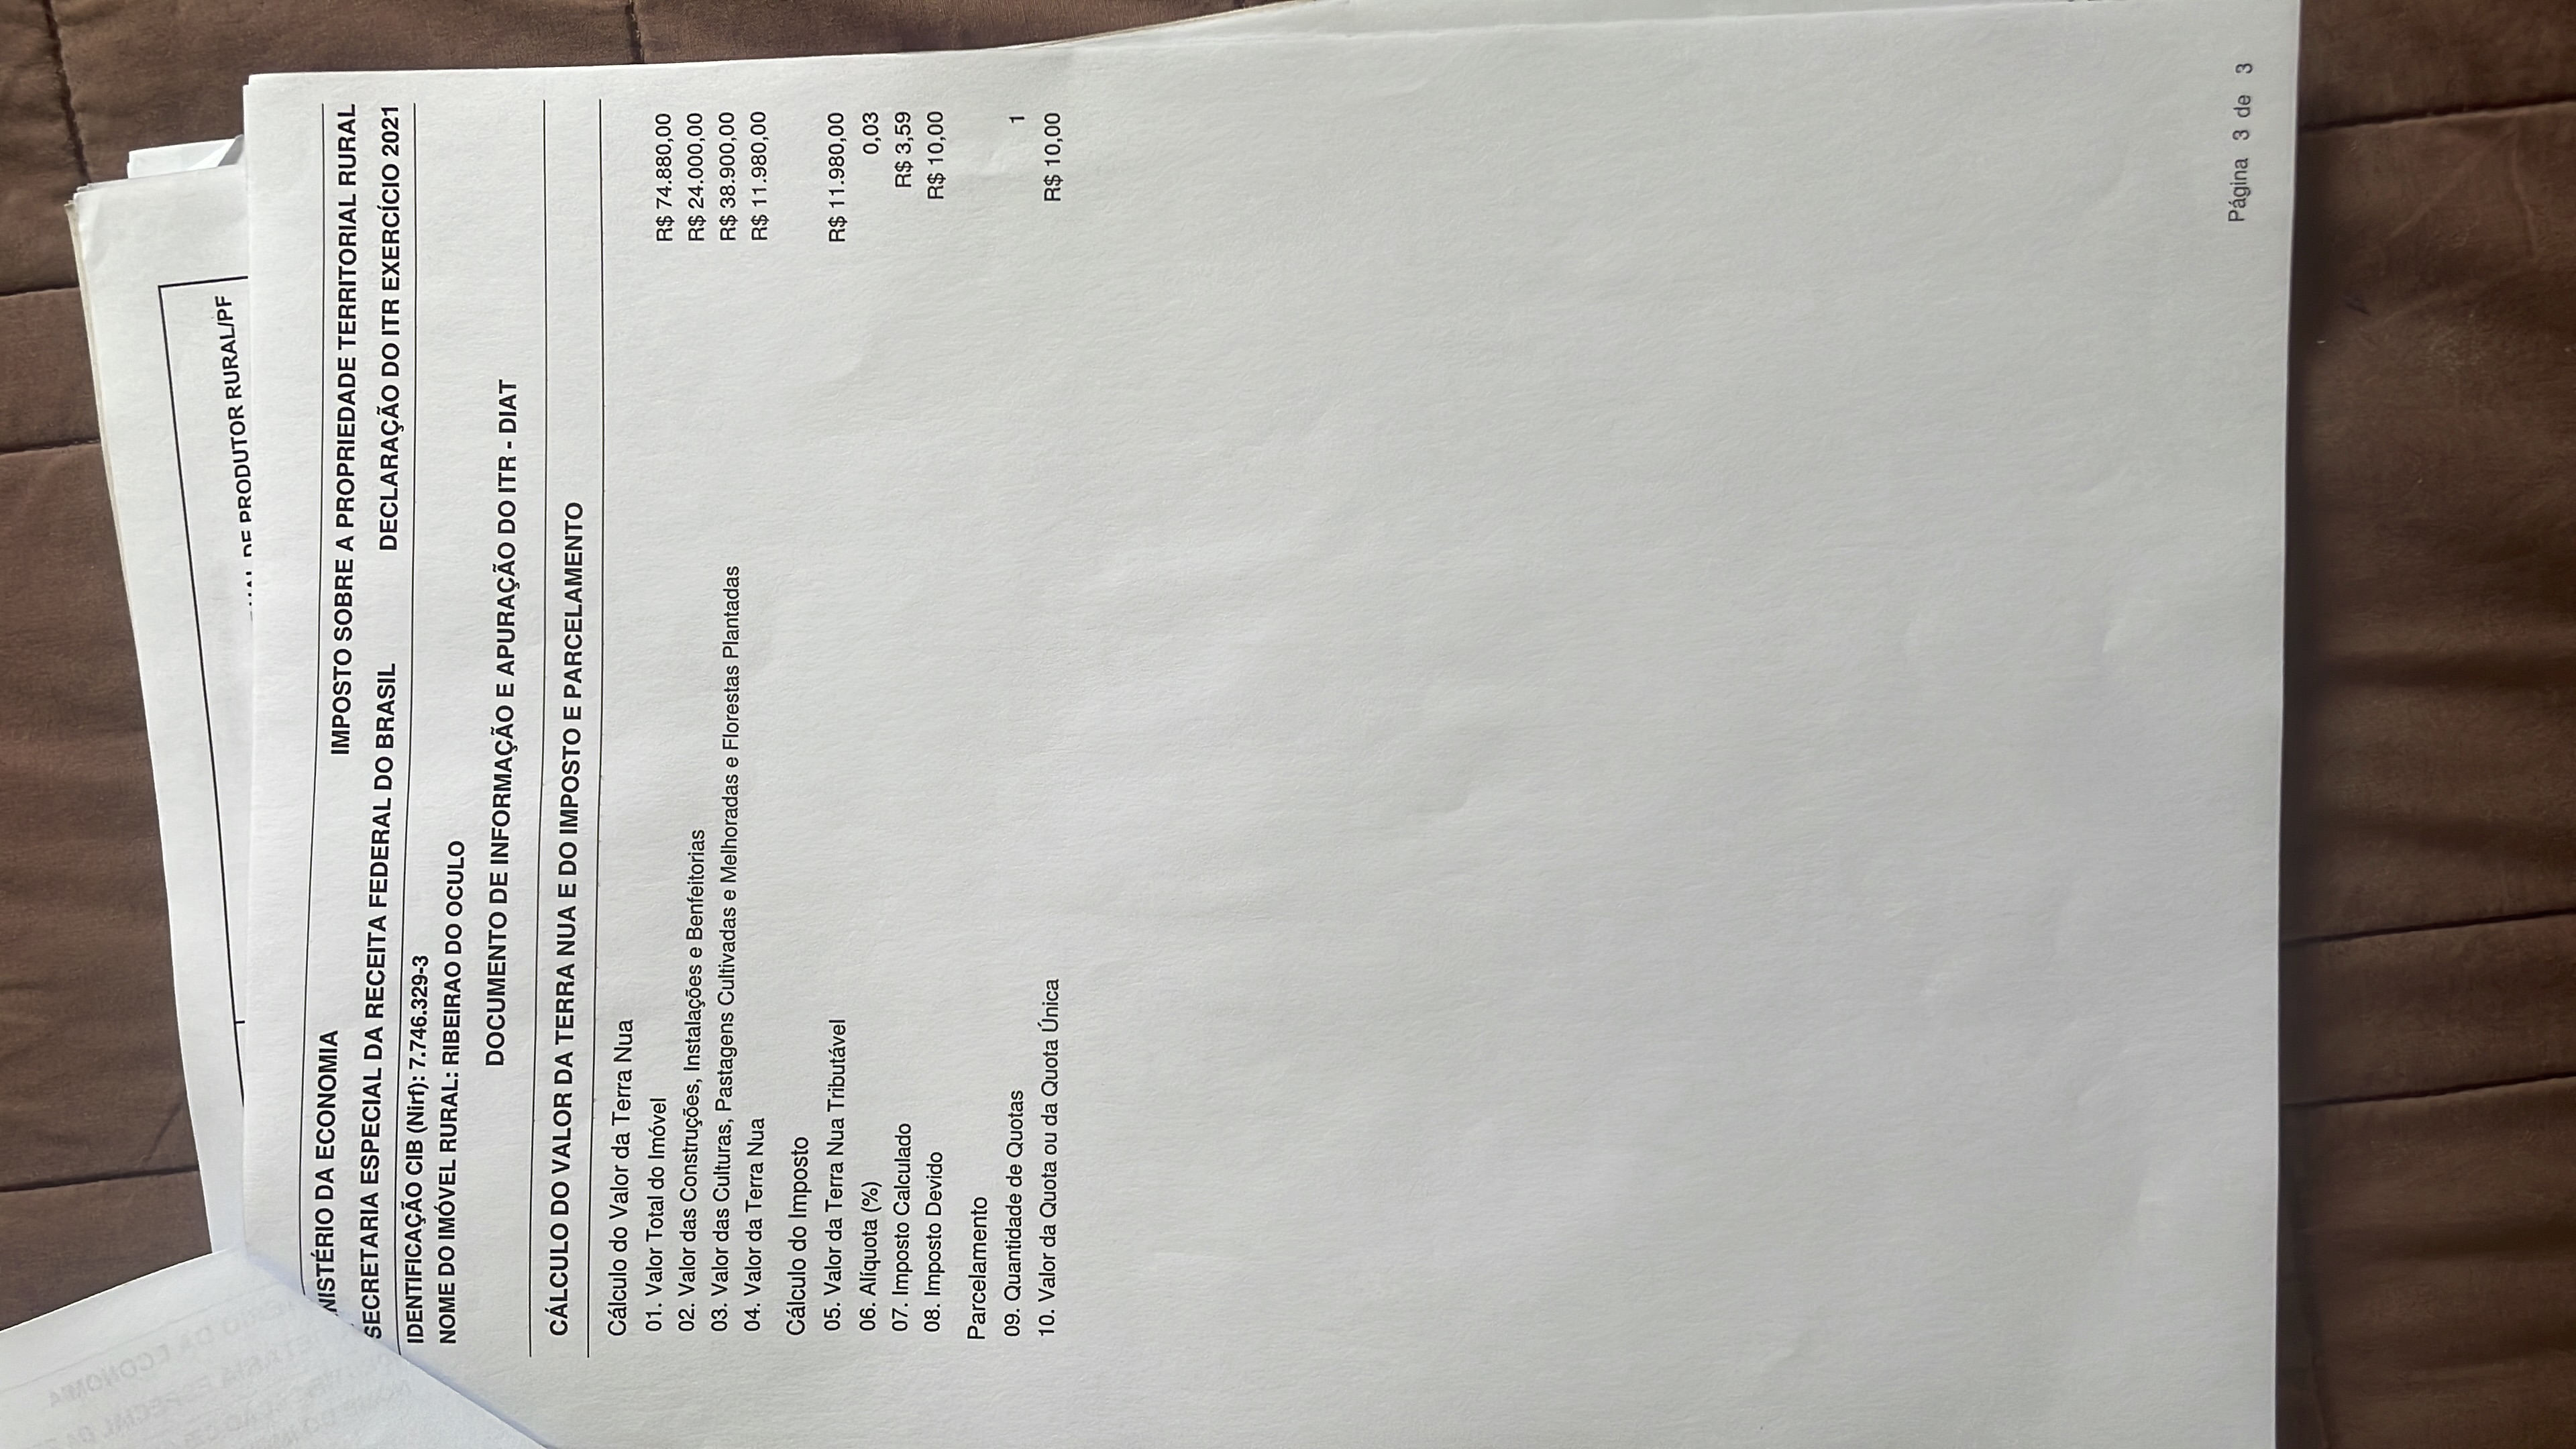 DE PRODUTOR RURAL/PF
NISTÉRIO DA ECONOMIA
IMPOSTO SOBRE A PROPRIEDADE TERRITORIAL RURAL
SECRETARIA ESPECIAL DA RECEITA FEDERAL DO BRASIL
DECLARAÇÃO DO ITR EXERCÍCIO 2021
IDENTIFICAÇÃO CIB (Nirf): 7.746.329-3
NOME DO IMÓVEL RURAL: RIBEIRAO DO OCULO
DOCUMENTO DE INFORMAÇÃO E APURAÇÃO DO ITR - DIAT
CÁLCULO DO VALOR DA TERRA NUA E DO IMPOSTO E PARCELAMENTO
Cálculo do Valor da Terra Nua
01. Valor Total do Imóvel R$ 74.880,00
02. Valor das Construções, Instalações e Benfeitorias R$ 24.000,00
03. Valor das Culturas, Pastagens Cultivadas e Melhoradas e Florestas Plantadas R$ 38.900,00
04. Valor da Terra Nua R$ 11.980,00
Cálculo do Imposto
05. Valor da Terra Nua Tributável R$ 11.980,00
06. Alíquota (%) 0,03
07. Imposto Calculado R$ 3,59
08. Imposto Devido R$ 10,00
Parcelamento
09. Quantidade de Quotas 1
10. Valor da Quota ou da Quota Única R$ 10,00
Página 3 de 3